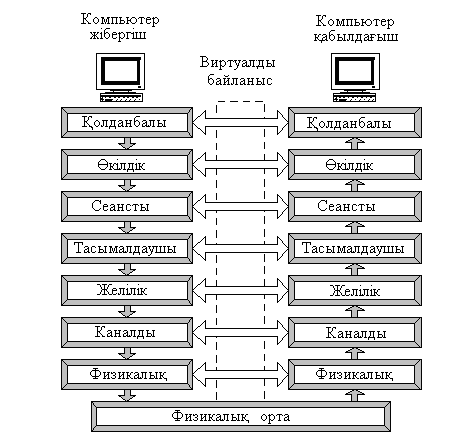 Компьютер
жібергіш
Компьютер
қабылдағыш
Виртуалды
байланыс
Қолданбалы
Қолданбалы
Өкілдік
Өкілдік
Сеансты
Сеансты
Тасымалдаушы
Тасымалдаушы
Желілік
Желілік
Каналды
Каналды
Физикалық
Физикалық
Физикалық орта